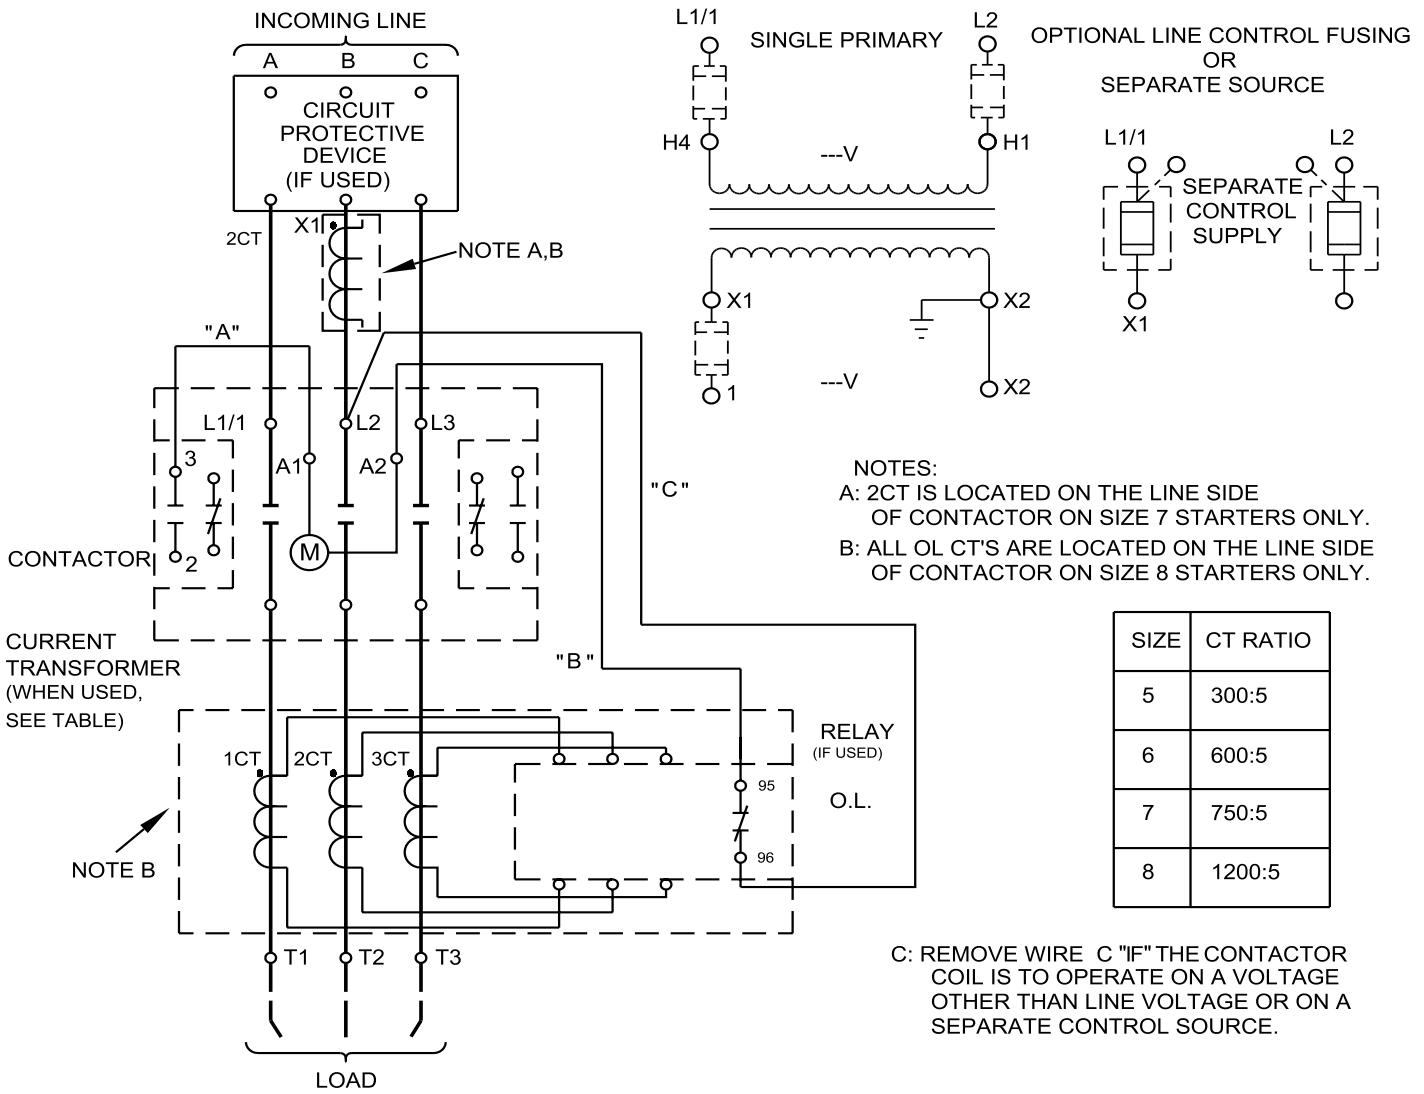 INCOMING LINE
A B C
CIRCUIT
PROTECTIVE
DEVICE
(IF USED)
2CT
X1
NOTE A,B
"A"
L1/1
L2
L3
3
A1
A2
2
M
CONTACTOR
"C"
"B"
CURRENT
TRANSFORMER
(WHEN USED,
SEE TABLE)
1CT
2CT
3CT
RELAY
(IF USED)
O.L.
95
96
NOTE B
T1
T2
T3
LOAD
L1/1
SINGLE PRIMARY
L2
H4
---V
H1
X1
X2
---V
1
X2
OPTIONAL LINE CONTROL FUSING
OR
SEPARATE SOURCE
L1/1
L2
SEPARATE
CONTROL
SUPPLY
X1
NOTES:
A: 2CT IS LOCATED ON THE LINE SIDE
OF CONTACTOR ON SIZE 7 STARTERS ONLY.
B: ALL OL CT'S ARE LOCATED ON THE LINE SIDE
OF CONTACTOR ON SIZE 8 STARTERS ONLY.
SIZE CT RATIO
5 300:5
6 600:5
7 750:5
8 1200:5
C: REMOVE WIRE C "IF" THE CONTACTOR
COIL IS TO OPERATE ON A VOLTAGE
OTHER THAN LINE VOLTAGE OR ON A
SEPARATE CONTROL SOURCE.